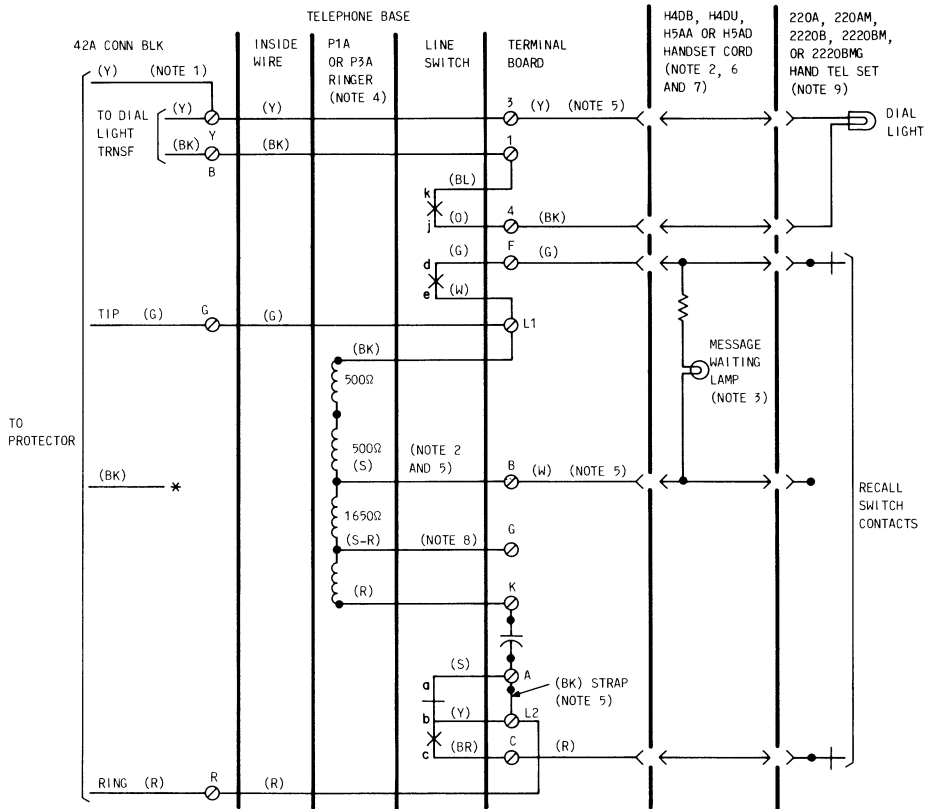 TELEPHONE BASE
42A CONN BLK
INSIDE
WIRE
P1A
OR P3A
RINGER
(NOTE 4)
LINE
SWITCH
TERMINAL
BOARD
H4DB, H4DU,
H5AA OR H5AD
HANDSET CORD
(NOTE 2, 6
AND 7)
220A, 220AM,
2220B, 2220BM,
OR 2220BMG
HAND TEL SET
(NOTE 9)
(Y) (NOTE 1)
TO DIAL
LIGHT
TRNSF
(Y)
Y
(Y)
3
(Y) (NOTE 5)
DIAL
LIGHT
(BK)
B
(BK)
1
(BL)
k
j
(O)
4
(BK)
F
(G)
(G)
d
e
(W)
TIP (G)
G
(G)
L1
(BK)
500Ω
MESSAGE
WAITING
LAMP
(NOTE 3)
TO
PROTECTOR
500Ω
(S)
(NOTE 2
AND 5)
B
(W) (NOTE 5)
(BK)
*
RECALL
SWITCH
CONTACTS
1650Ω
(S-R)
(NOTE 8)
G
(R)
K
(S)
A
a
(BK) STRAP
(NOTE 5)
b
(Y)
L2
c
(BR)
C
(R)
RING (R)
R
(R)